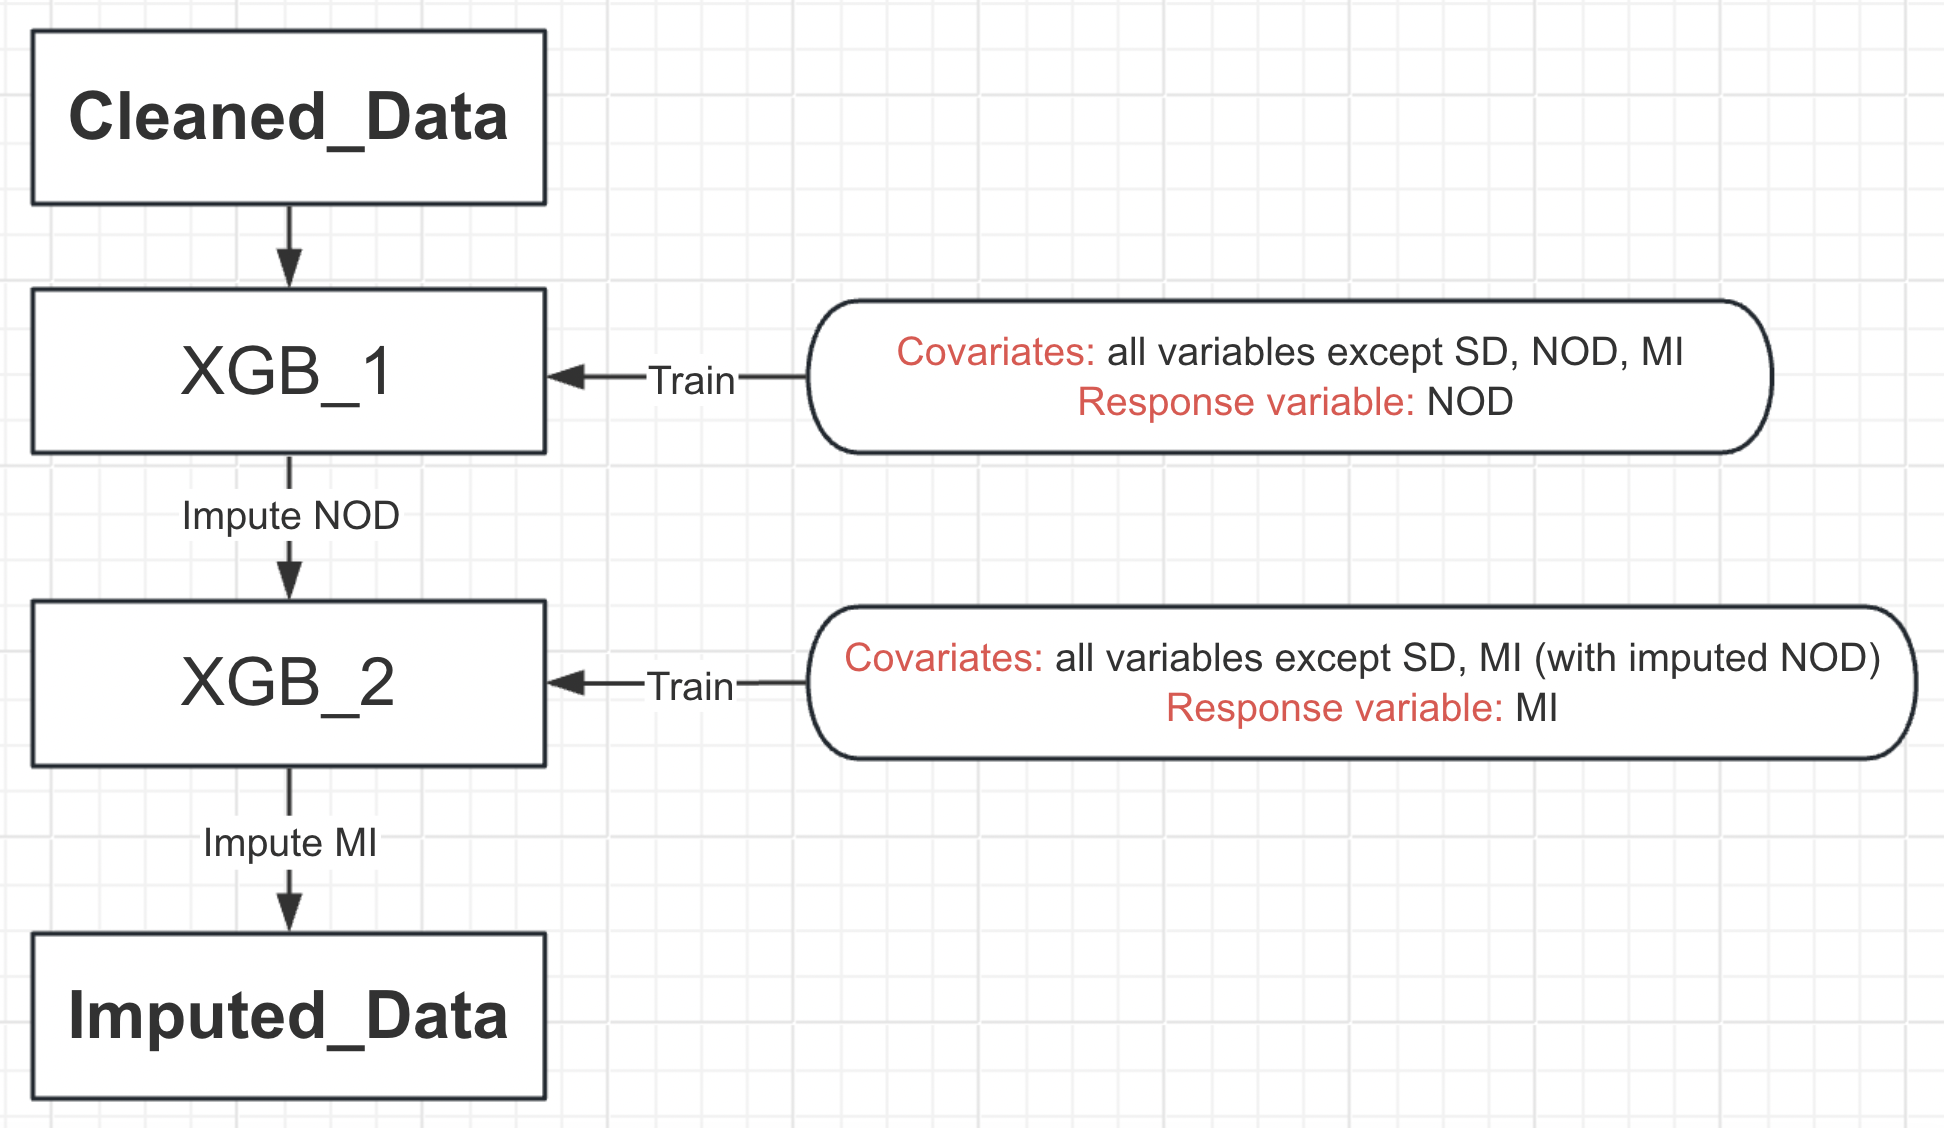 Cleaned_Data
XGB_1
Train
Covariates: all variables except SD, NOD, MI
Response variable: NOD
Impute NOD
XGB_2
Train
Covariates: all variables except SD, MI (with imputed NOD)
Response variable: MI
Impute MI
Imputed_Data